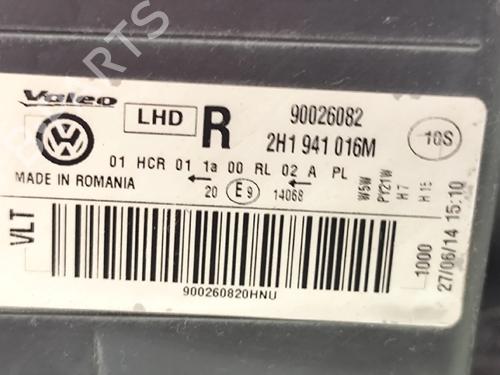 Valeo
LHD
R
90026082
2H1 941 016M
10S
01 HCR 01 1a 00 RL 02 A PL
MADE IN ROMANIA
20
E9
14068
W5W
PY21W
H7
H15
VLT
900260820HNU
1000
27/06/14 15:10